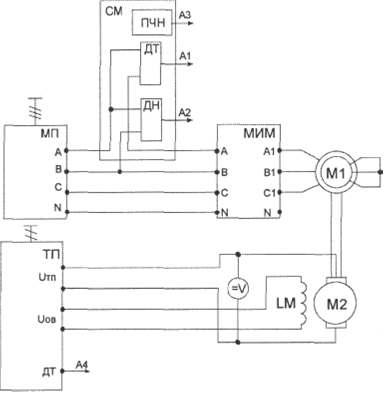 СМ
ПЧН
А3
ДТ
А1
ДН
А2
МП
А
В
С
N
МИМ
А
В
С
N
А1
В1
С1
N
М1
ТП
Uтп
Uов
ДТ
А4
=V
LM
М2